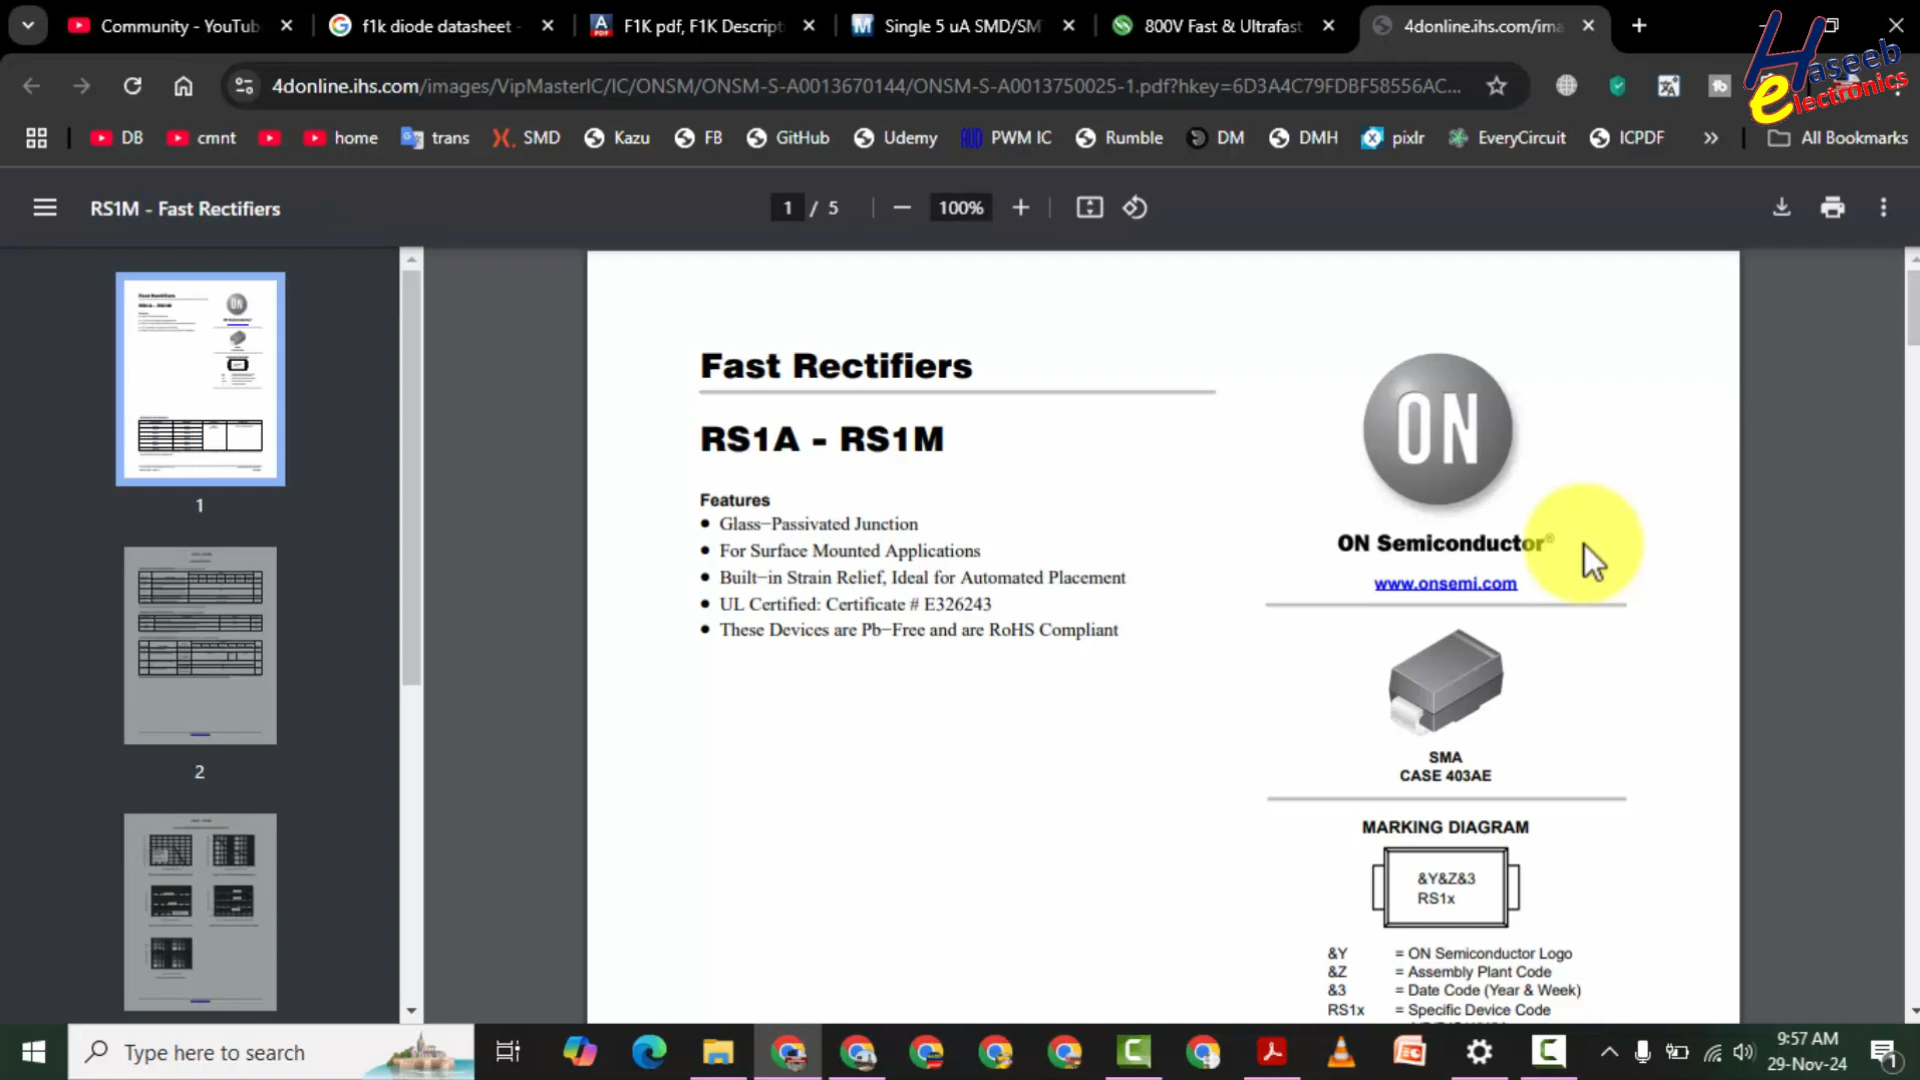 Community - YouTub
f1k diode datasheet -
F1K pdf, F1K Descript
Single 5 uA SMD/SM
800V Fast & Ultrafast
4donline.ihs.com/ima
Haseeb
electronics
4donline.ihs.com/images/VipMasterIC/IC/ONSM/ONSM-S-A0013670144/ONSM-S-A0013750025-1.pdf?hkey=6D3A4C79FDBF58556AC...
DB
cmnt
home
trans
SMD
Kazu
FB
GitHub
Udemy
PWM IC
Rumble
DM
DMH
pixlr
EveryCircuit
ICPDF
All Bookmarks
RS1M - Fast Rectifiers
1 / 5
100%
1
2
Fast Rectifiers
RS1A - RS1M
Features
• Glass−Passivated Junction
• For Surface Mounted Applications
• Built−in Strain Relief, Ideal for Automated Placement
• UL Certified: Certificate # E326243
• These Devices are Pb−Free and are RoHS Compliant
ON
ON Semiconductor®
www.onsemi.com
SMA
CASE 403AE
MARKING DIAGRAM
&Y&Z&3
RS1x
&Y = ON Semiconductor Logo
&Z = Assembly Plant Code
&3 = Date Code (Year & Week)
RS1x = Specific Device Code
Type here to search
9:57 AM
29-Nov-24
1